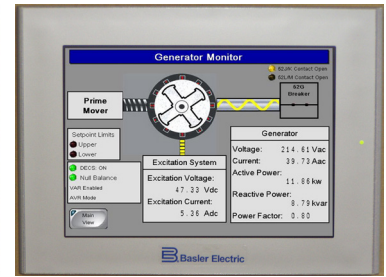 Generator Monitor
52J/K Contact Open
52L/M Contact Open
52G
Breaker
Prime
Mover
Setpoint Limits
Upper
Lower
DECS: ON
Null Balance
VAR Enabled
AVR Mode
Main
View
Excitation System
Excitation Voltage:
47.33 Vdc
Excitation Current:
5.36 Adc
Generator
Voltage: 214.61 Vac
Current: 39.73 Aac
Active Power:
11.86 kw
Reactive Power:
8.79 kvar
Power Factor: 0.80
Basler Electric